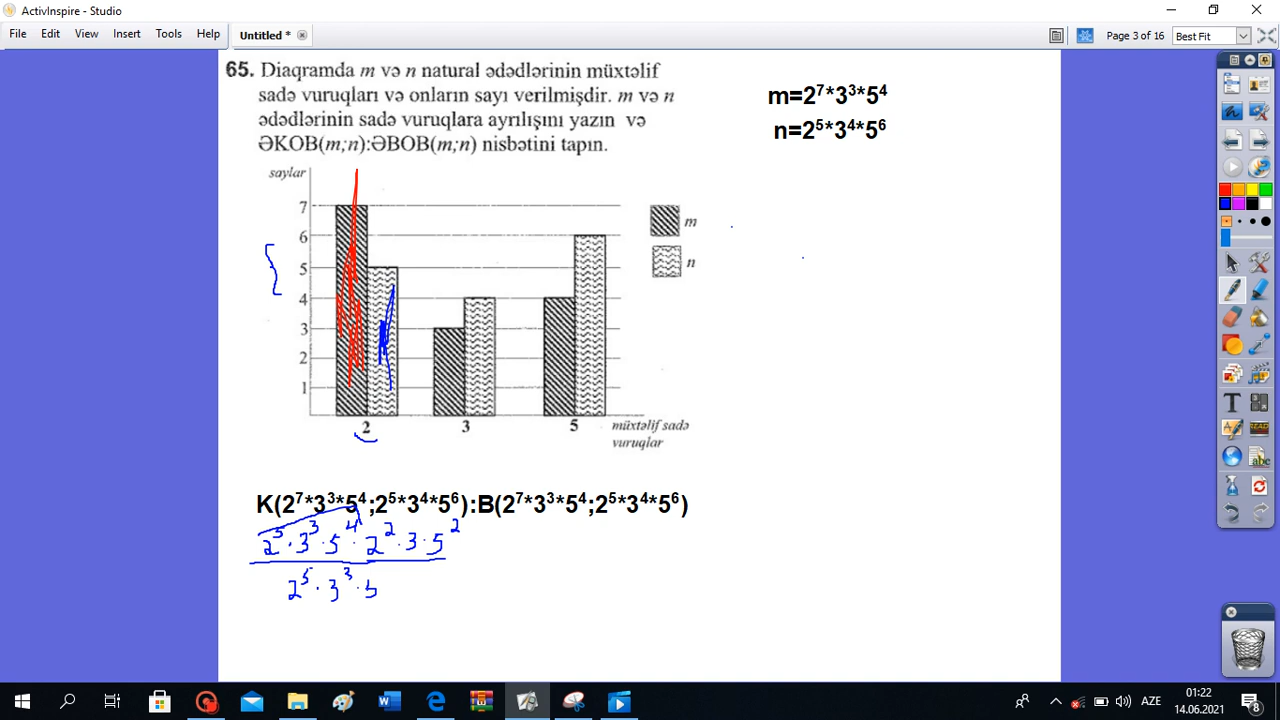 ActivInspire - Studio
File Edit View Insert Tools Help Untitled * Page 3 of 16 Best Fit
65. Diaqramda m və n natural ədədlərinin müxtəlif
sadə vuruqları və onların sayı verilmişdir. m və n
ədədlərinin sadə vuruqlara ayrılışını yazın və
ƏKOB(m;n):ƏBOB(m;n) nisbətini tapın.
m=2⁷*3³*5⁴
n=2⁵*3⁴*5⁶
saylar
7
6
5
4
3
2
1
m
n
2 3 5 müxtəlif sadə
vuruqlar
K(2⁷*3³*5⁴;2⁵*3⁴*5⁶):B(2⁷*3³*5⁴;2⁵*3⁴*5⁶)
2⁵·3³·5⁴·2²·3·5²
2⁵·3³·5
AZE
01:22
14.06.2021
8